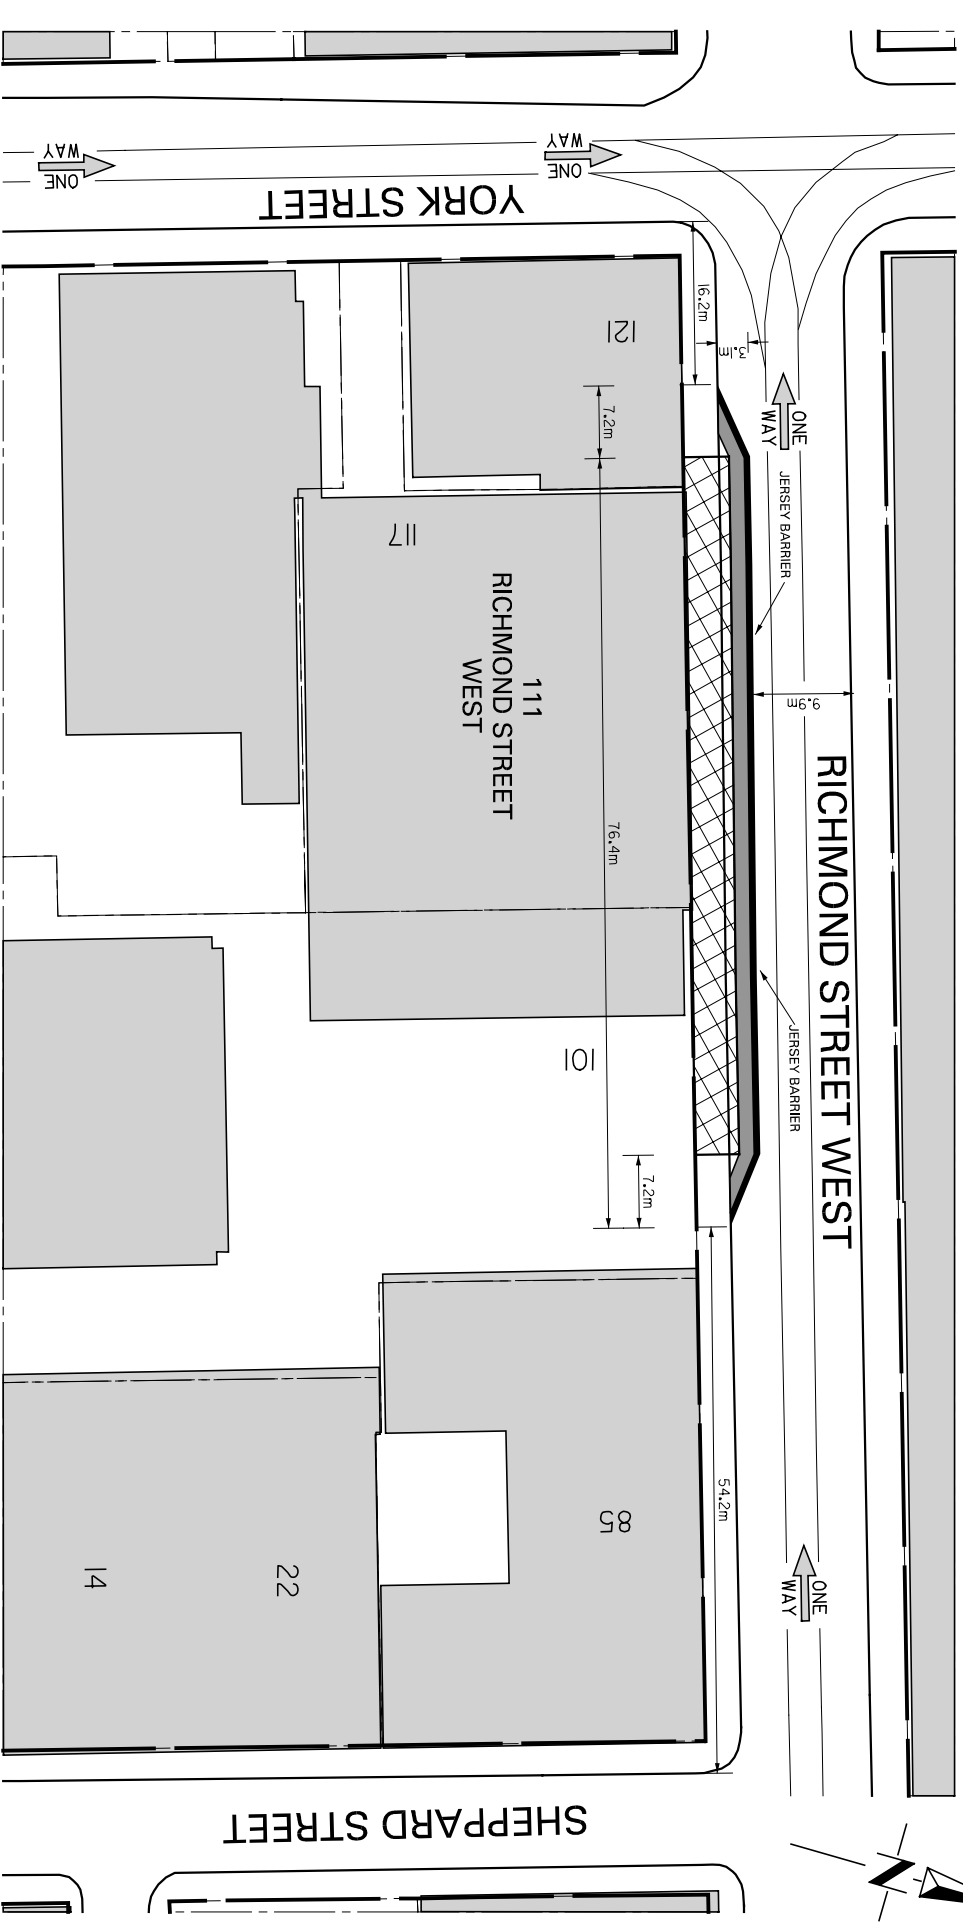 ONE
WAY
ONE
WAY
YORK STREET
16.2m
3.1m
121
7.2m
ONE
WAY
JERSEY BARRIER
117
111
RICHMOND STREET
WEST
9.9m
76.4m
RICHMOND STREET WEST
JERSEY BARRIER
101
7.2m
54.2m
85
14
22
ONE
WAY
SHEPPARD STREET
N